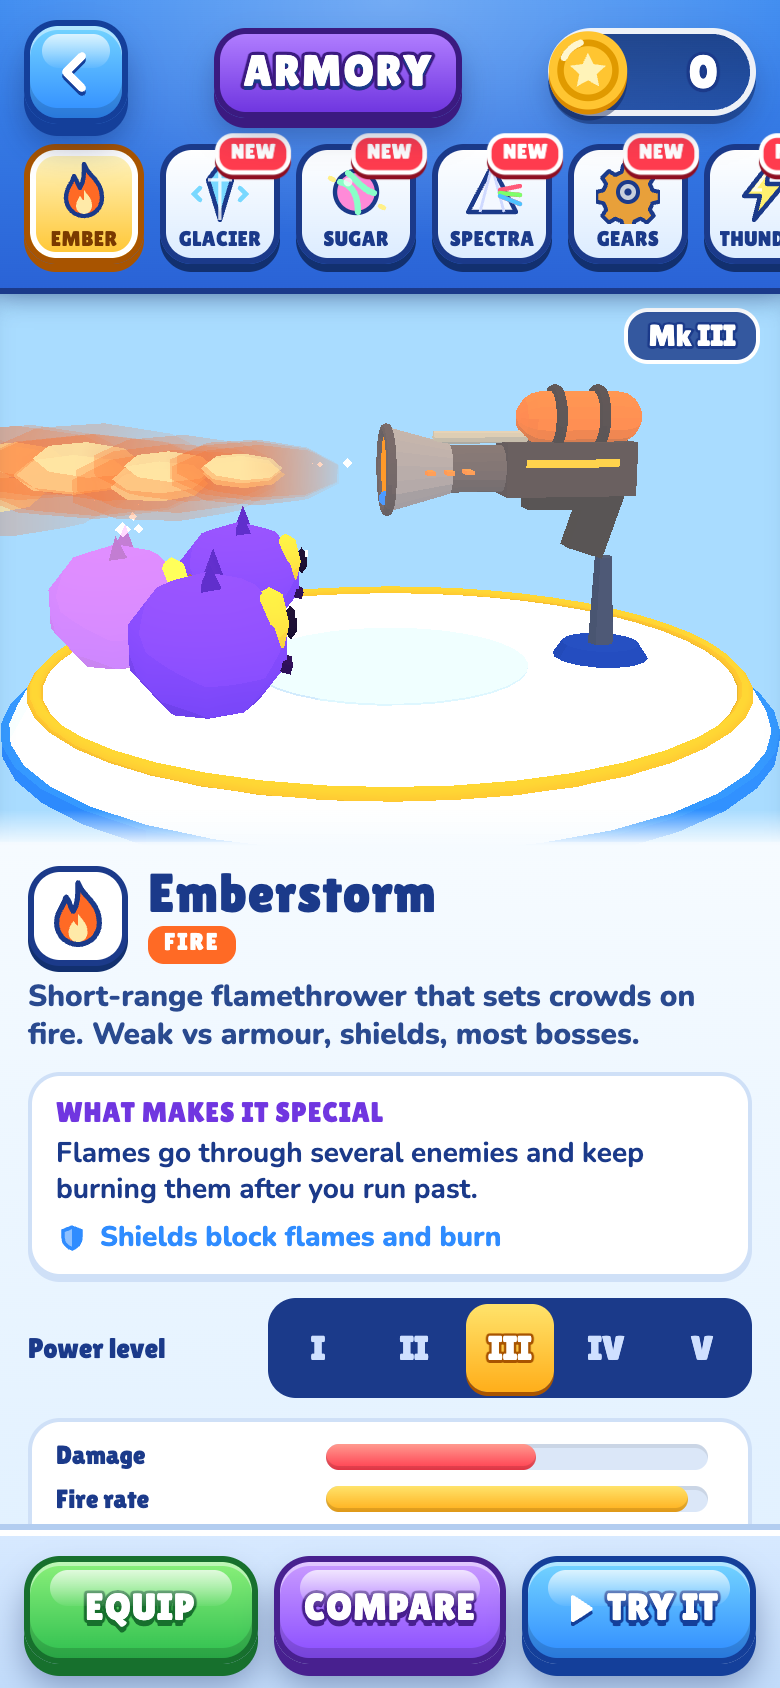 ARMORY
0
NEW
NEW
NEW
NEW
EMBER
GLACIER
SUGAR
SPECTRA
GEARS
THUND
Mk III
Emberstorm
FIRE
Short-range flamethrower that sets crowds on
fire. Weak vs armour, shields, most bosses.
WHAT MAKES IT SPECIAL
Flames go through several enemies and keep
burning them after you run past.
Shields block flames and burn
Power level
I
II
III
IV
V
Damage
Fire rate
EQUIP
COMPARE
TRY IT